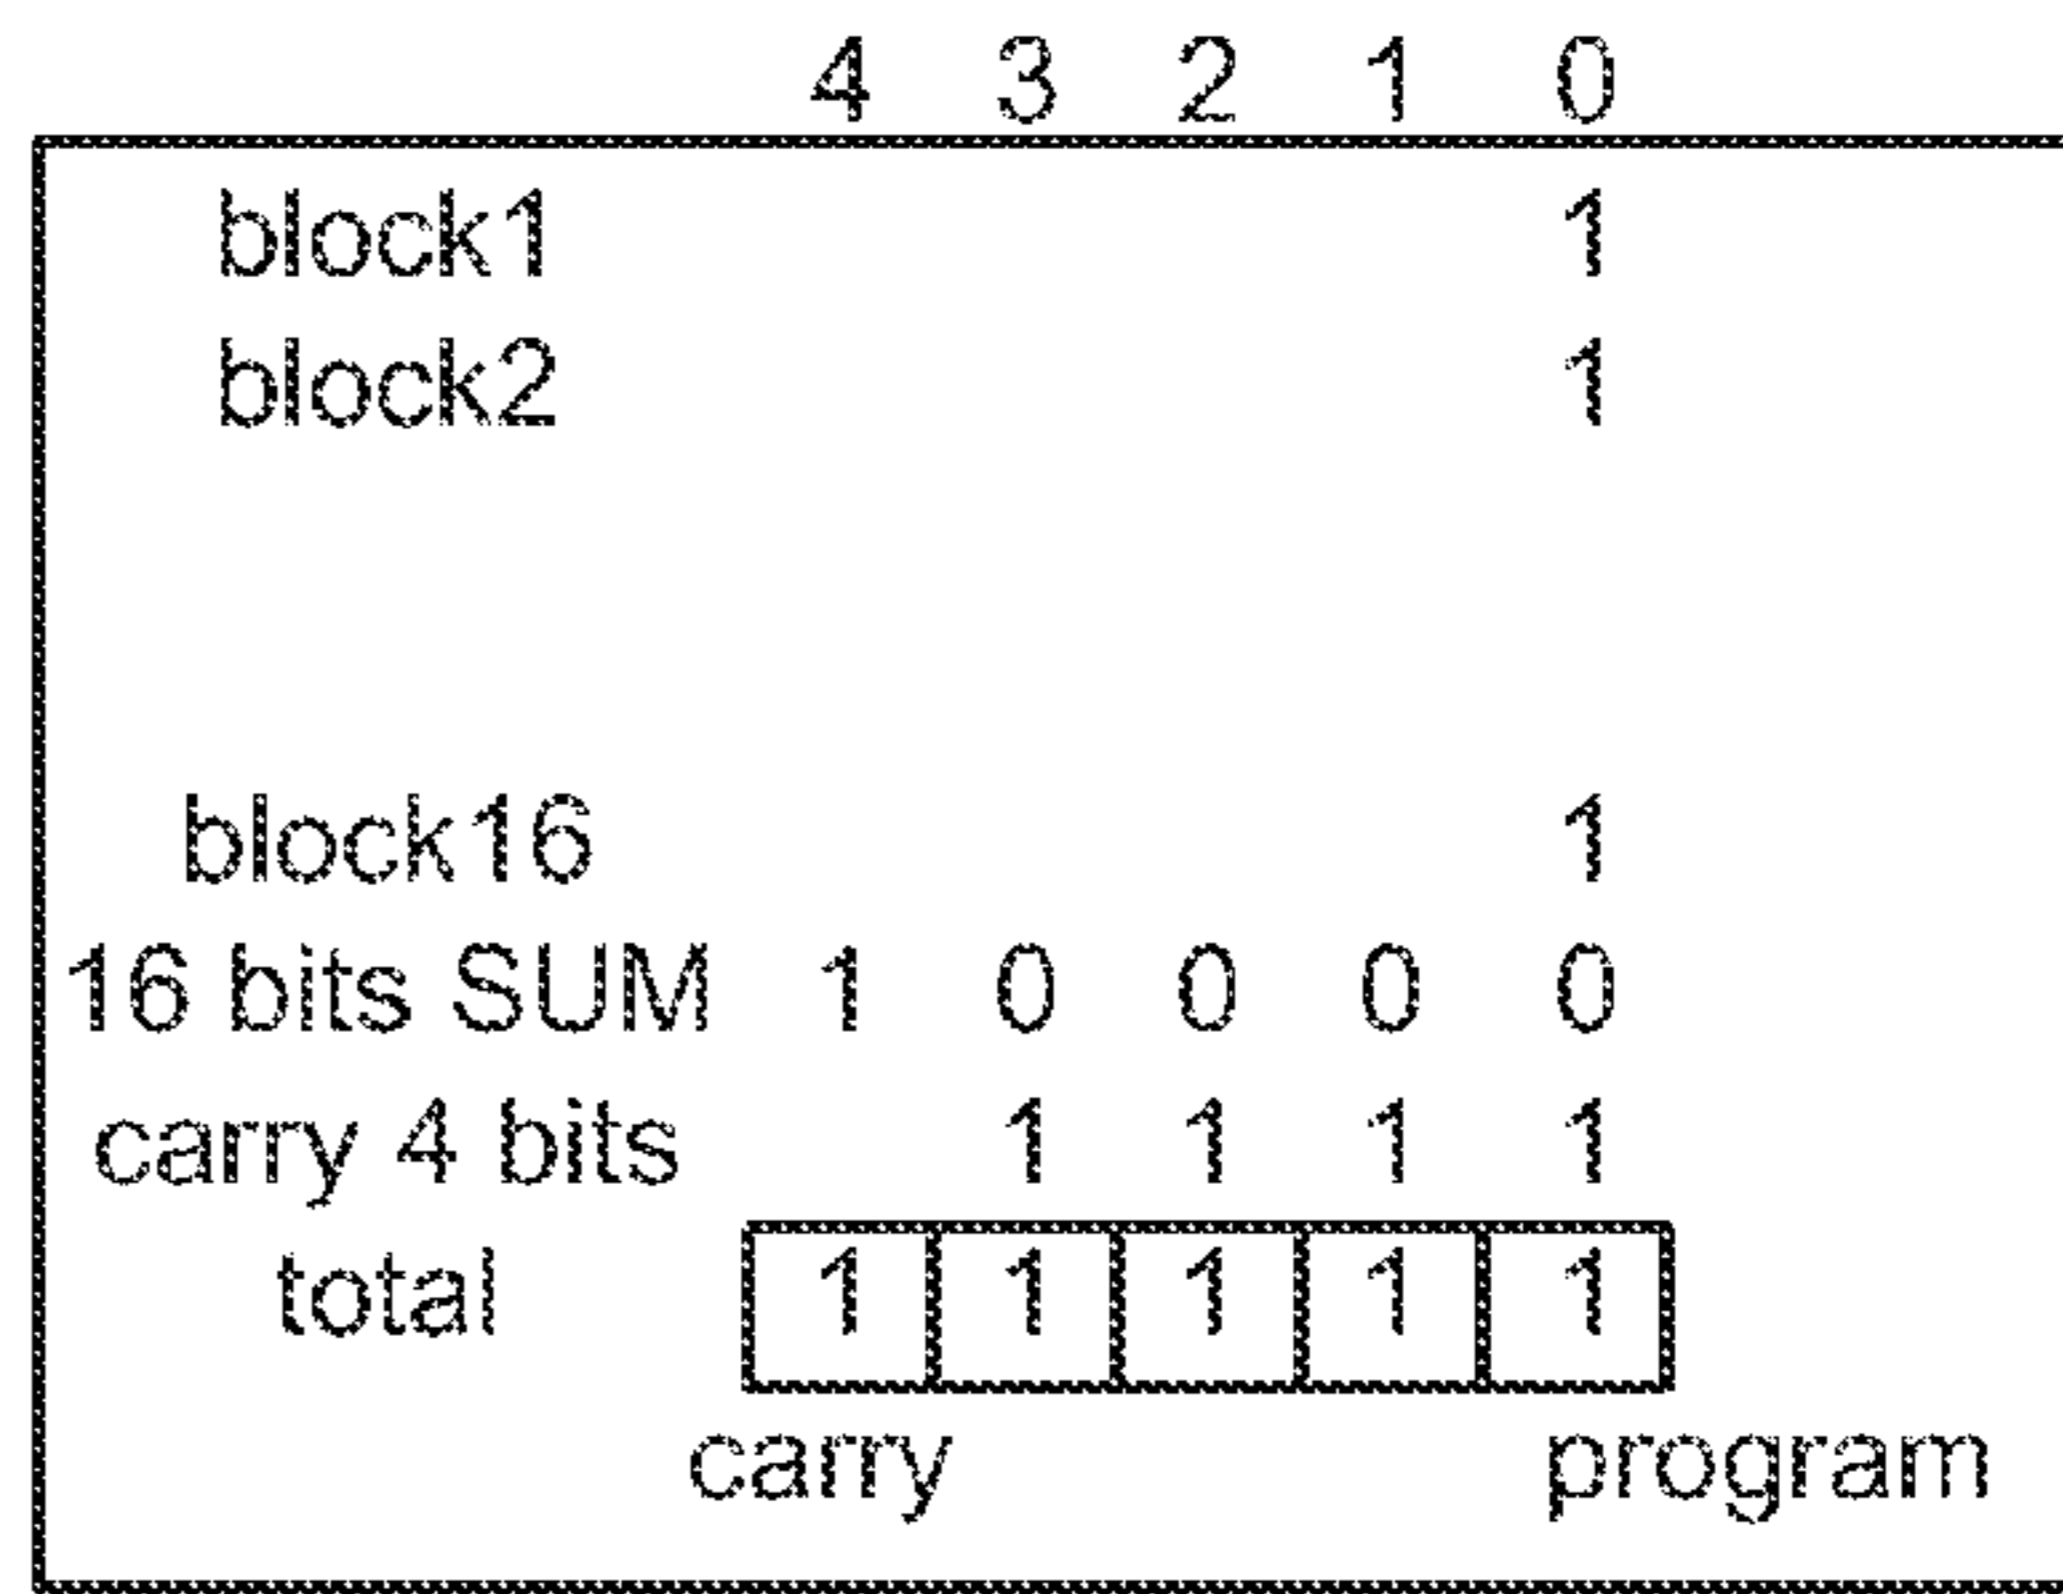 4 3 2 1 0
block1 1
block2 1
block16 1
16 bits SUM 1 0 0 0 0
carry 4 bits 1 1 1 1
total 1 1 1 1 1
carry program